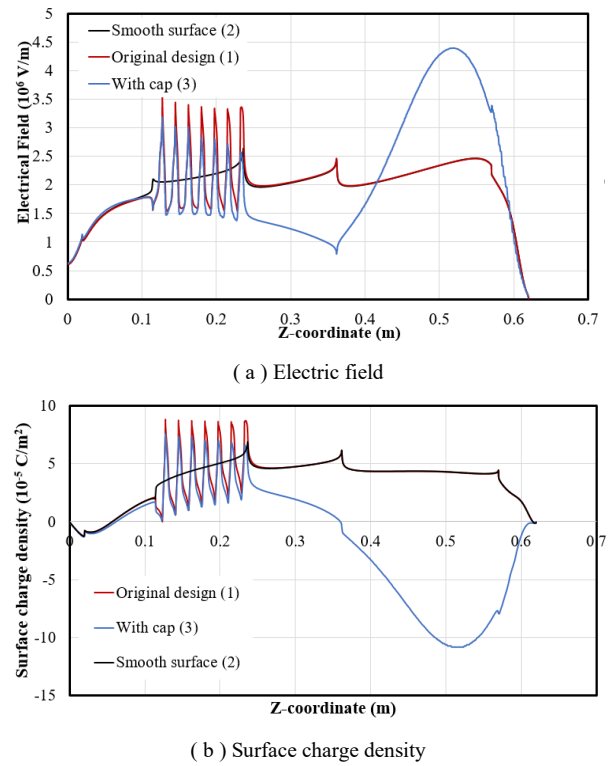 5
4.5
4
3.5
3
2.5
2
1.5
1
0.5
0
Electrical Field (10⁶ V/m)
Smooth surface (2)
Original design (1)
With cap (3)
0 0.1 0.2 0.3 0.4 0.5 0.6 0.7
Z-coordinate (m)
( a ) Electric field
10
5
0
-5
-10
-15
Surface charge density (10⁻⁵ C/m²)
0 0.1 0.2 0.3 0.4 0.5 0.6 0.7
Original design (1)
With cap (3)
Smooth surface (2)
Z-coordinate (m)
( b ) Surface charge density